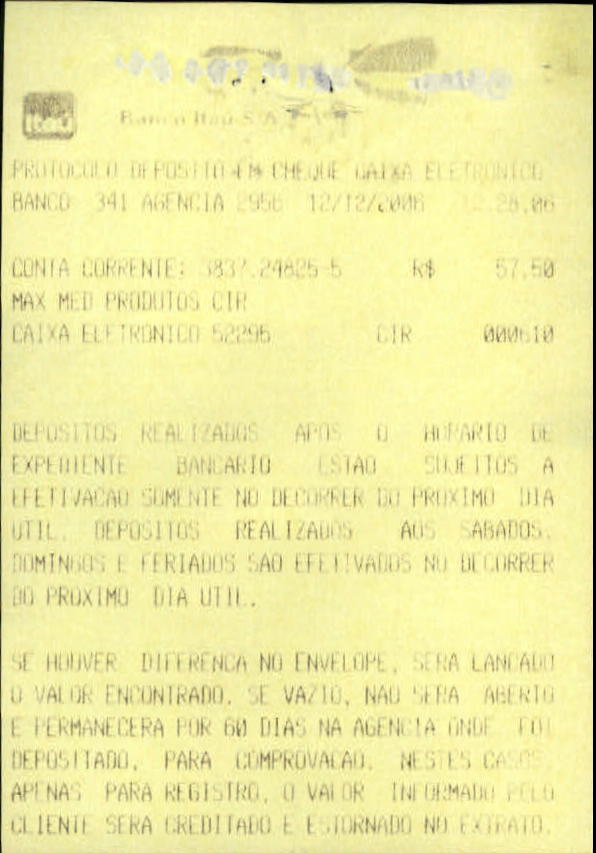 Itaú
Banco Itaú S.A.
PROTOCOLO DEPOSITO EM CHEQUE CAIXA ELETRONICO
BANCO 341 AGENCIA 2956 12/12/2006 28.06
CONTA CORRENTE: 3837.24825-5 R$ 57.50
MAX MED PRODUTOS CIR
CAIXA ELETRONICO 52295 CTR 000610
DEPOSITOS REALIZADOS APOS O HORARIO DE
EXPEDIENTE BANCARIO ESTAO SUJEITOS A
EFETIVACAO SOMENTE NO DECORRER DO PROXIMO DIA
UTIL. DEPOSITOS REALIZADOS AOS SABADOS,
DOMINGOS E FERIADOS SAO EFETIVADOS NO DECORRER
DO PROXIMO DIA UTIL.
SE HOUVER DIFERENCA NO ENVELOPE, SERA LANCADO
O VALOR ENCONTRADO. SE VAZIO, NAO SERA ABERTO
E PERMANECERA POR 60 DIAS NA AGENCIA ONDE FOI
DEPOSITADO, PARA COMPROVACAO. NESTES CASOS,
APENAS PARA REGISTRO, O VALOR INFORMADO PELO
CLIENTE SERA CREDITADO E ESTORNADO NO EXTRATO.